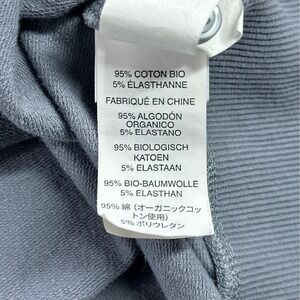 95% COTON BIO
5% ÉLASTHANNE
FABRIQUÉ EN CHINE
95% ALGODÓN
ORGANICO
5% ELASTANO
95% BIOLOGISCH
KATOEN
5% ELASTAAN
95% BIO-BAUMWOLLE
5% ELASTHAN
95% 綿 (オーガニックコッ
トン使用)
5% ポリウレタン